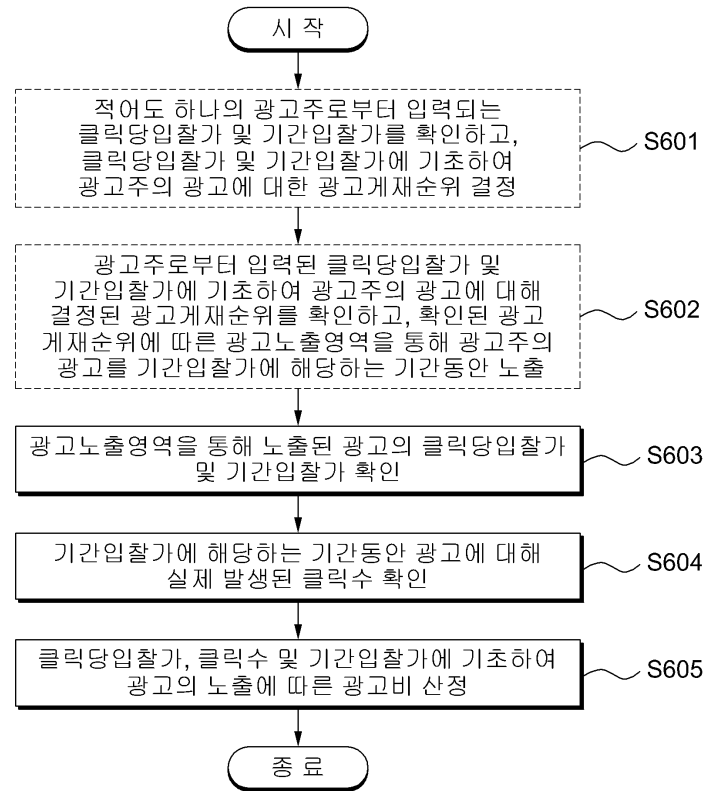 시 작
적어도 하나의 광고주로부터 입력되는
클릭당입찰가 및 기간입찰가를 확인하고,
클릭당입찰가 및 기간입찰가에 기초하여
광고주의 광고에 대한 광고게재순위 결정
S601
광고주로부터 입력된 클릭당입찰가 및
기간입찰가에 기초하여 광고주의 광고에 대해
결정된 광고게재순위를 확인하고, 확인된 광고
게재순위에 따른 광고노출영역을 통해 광고주의
광고를 기간입찰가에 해당하는 기간동안 노출
S602
광고노출영역을 통해 노출된 광고의 클릭당입찰가
및 기간입찰가 확인
S603
기간입찰가에 해당하는 기간동안 광고에 대해
실제 발생된 클릭수 확인
S604
클릭당입찰가, 클릭수 및 기간입찰가에 기초하여
광고의 노출에 따른 광고비 산정
S605
종 료